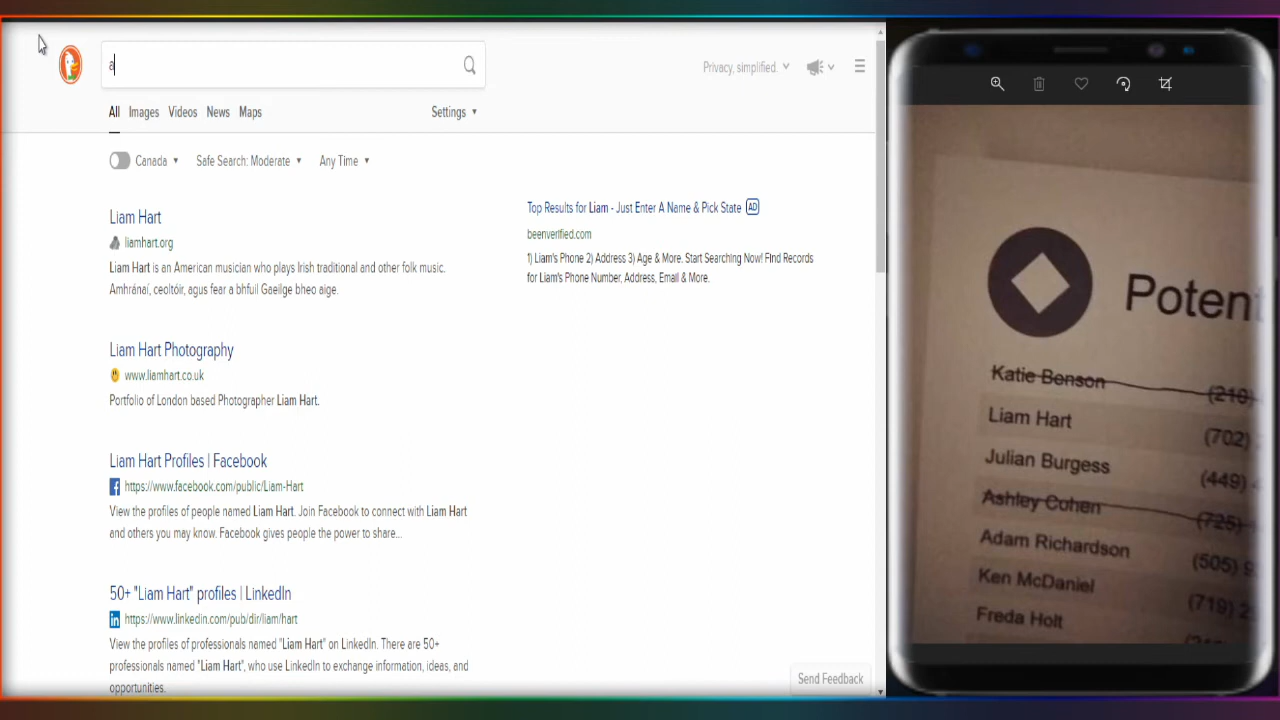 a
Privacy, simplified.
All Images Videos News Maps Settings
Canada Safe Search: Moderate Any Time
Liam Hart
liamhart.org
Liam Hart is an American musician who plays Irish traditional and other folk music.
Amhránaí, ceoltóir, agus fear a bhfuil Gaeilge bheo aige.
Liam Hart Photography
www.liamhart.co.uk
Portfolio of London based Photographer Liam Hart.
Liam Hart Profiles | Facebook
https://www.facebook.com/public/Liam-Hart
View the profiles of people named Liam Hart. Join Facebook to connect with Liam Hart
and others you may know. Facebook gives people the power to share...
50+ "Liam Hart" profiles | LinkedIn
https://www.linkedin.com/pub/dir/liam/hart
View the profiles of professionals named "Liam Hart" on LinkedIn. There are 50+
professionals named "Liam Hart", who use LinkedIn to exchange information, ideas, and
opportunities.
Top Results for Liam - Just Enter A Name & Pick State AD
beenverified.com
1) Liam's Phone 2) Address 3) Age & More. Start Searching Now! Find Records
for Liam's Phone Number, Address, Email & More.
Send Feedback
Potent
Katie Benson (210)
Liam Hart (702)
Julian Burgess (449)
Ashley Cohen (725)
Adam Richardson (505) 9
Ken McDaniel (719) 2
Freda Holt